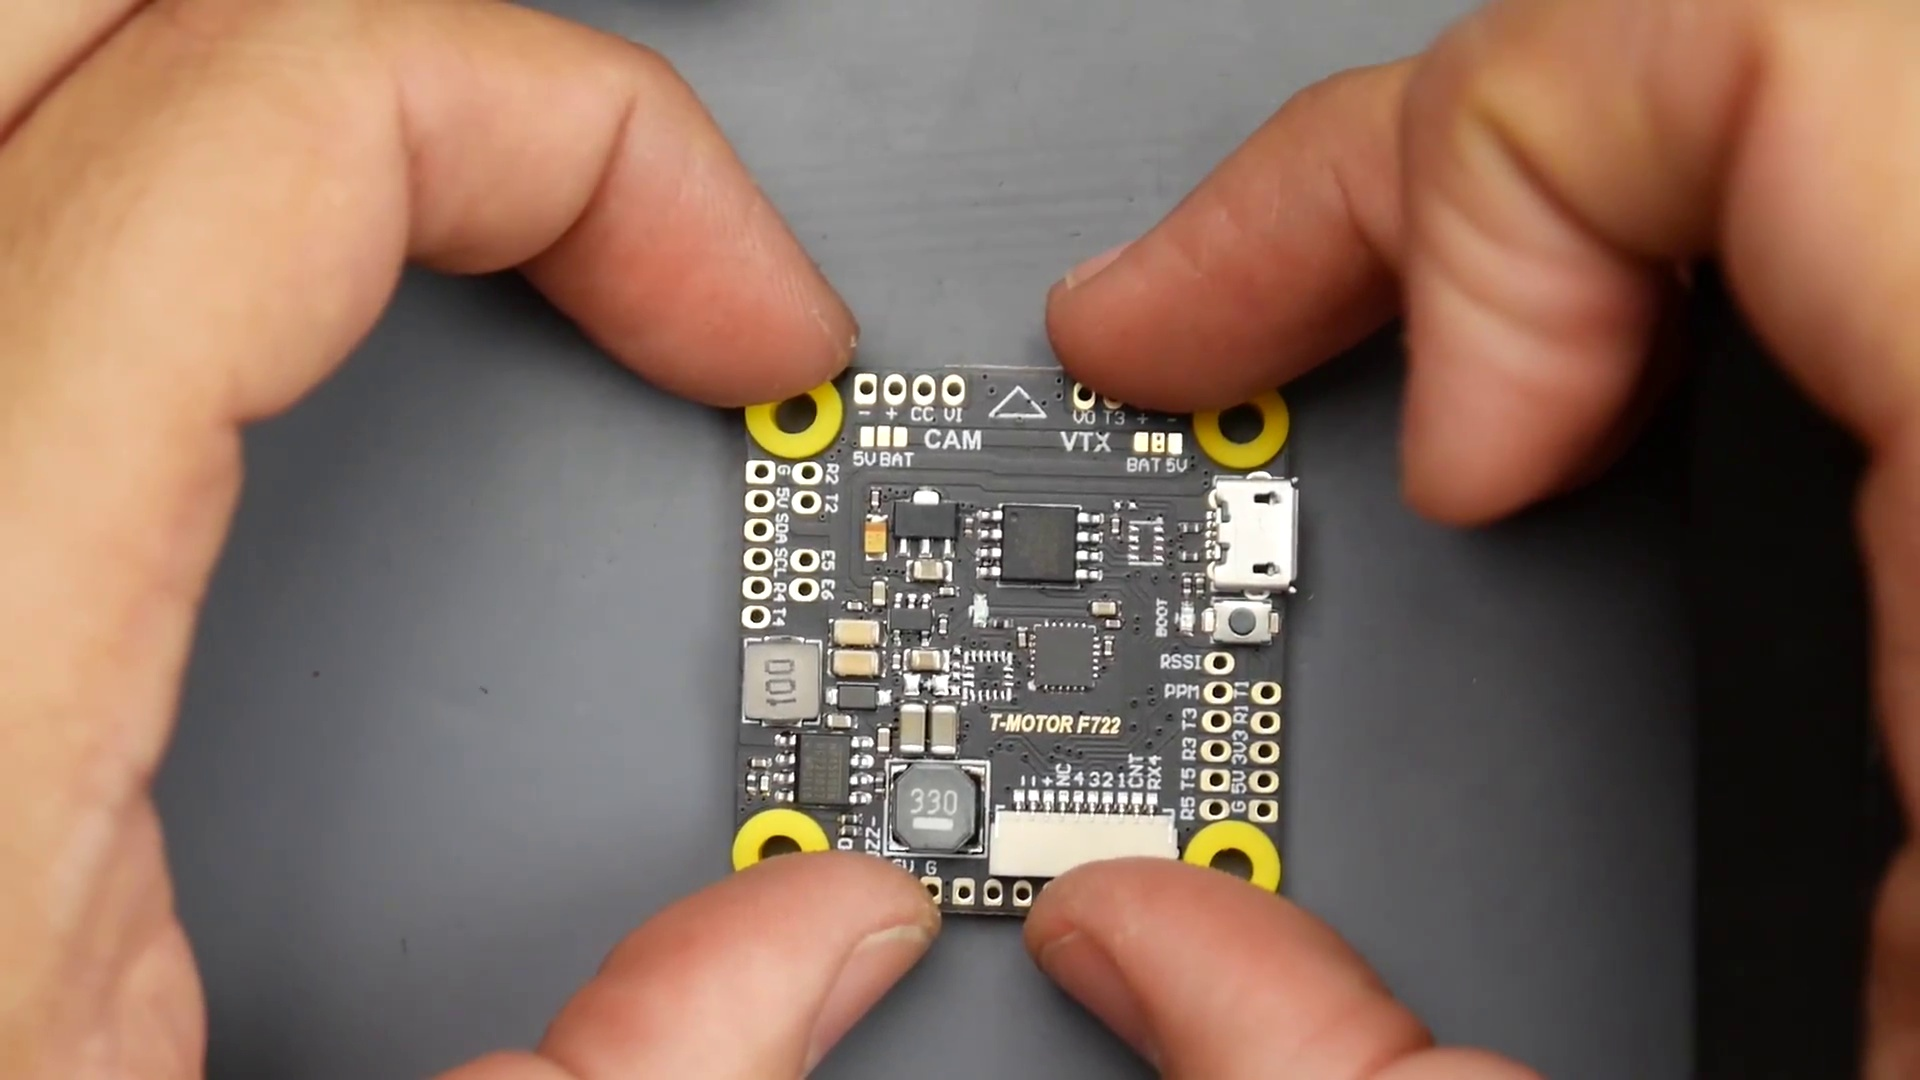 - + CC VI
VO T3 + -
CAM
VTX
5V BAT
BAT 5V
G R2
5V T2
SDA
SCL E5
R4 E6
T4
BOOT
RSSI
PPM T1
T3 R1
R3 3V3
T5 5V
R5 G
100
T-MOTOR F722
330
- + NC 4 3 2 1 CNT RX4
G